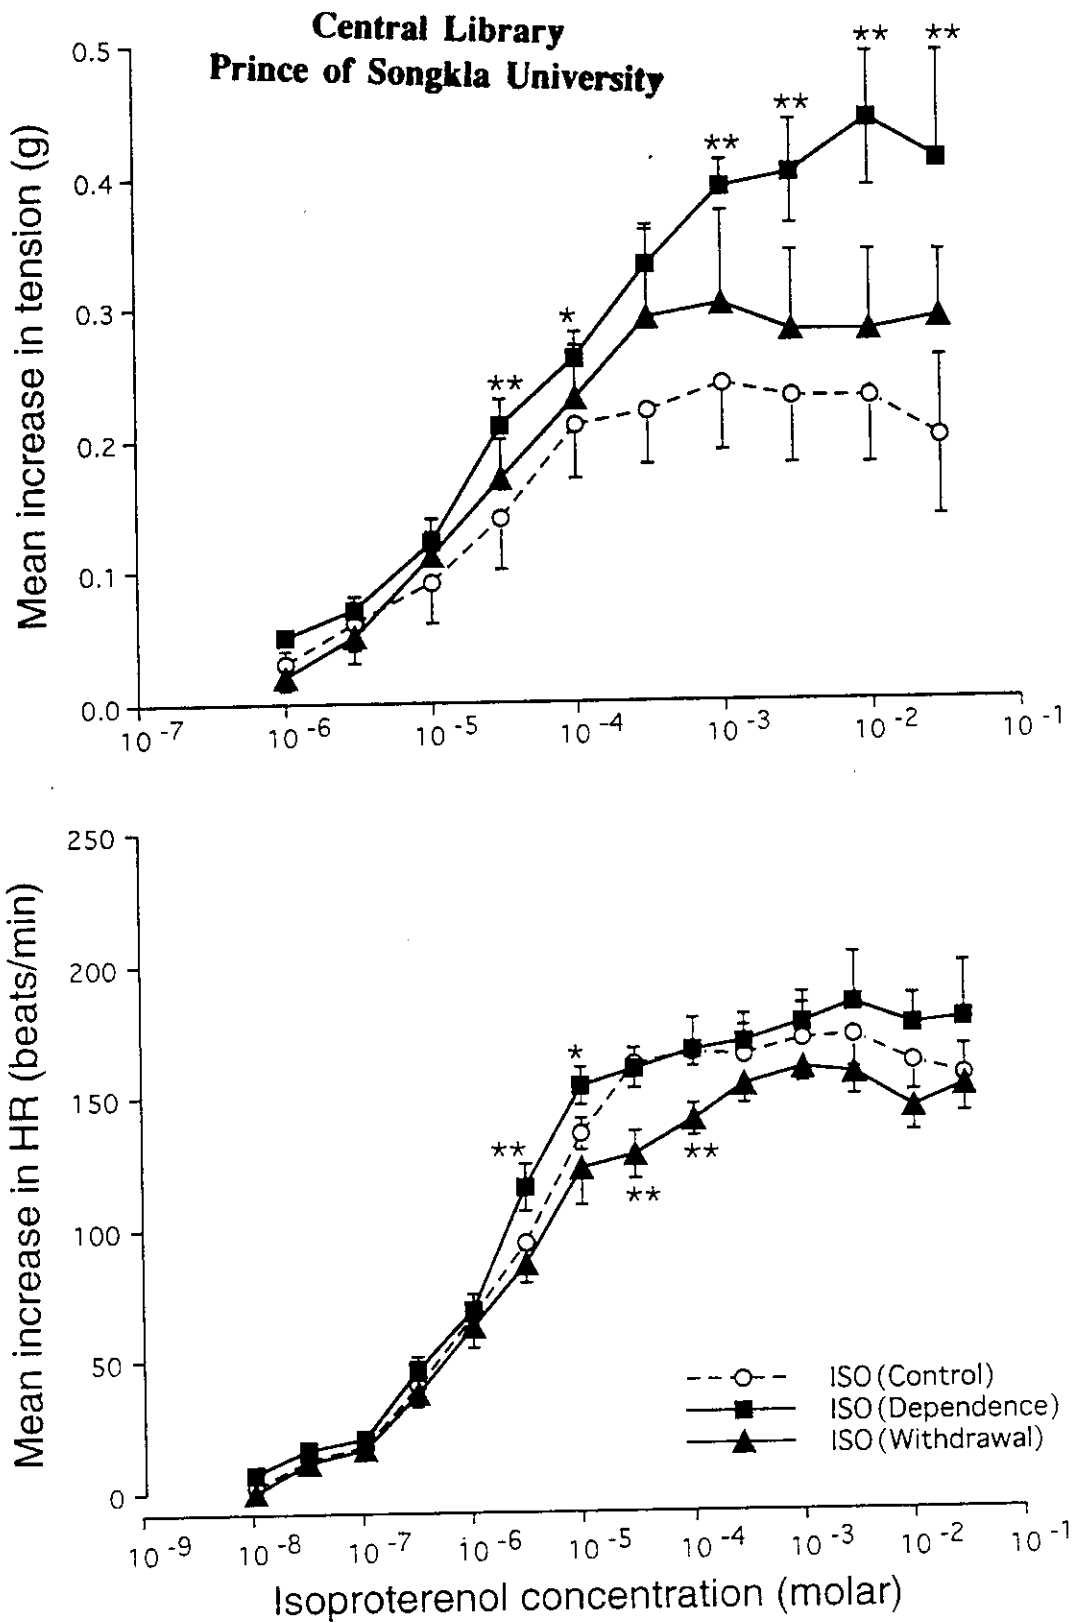 Central Library
Prince of Songkla University
** **
**
**
*
**
0.5
0.4
0.3
0.2
0.1
0.0
Mean increase in tension (g)
10-7 10-6 10-5 10-4 10-3 10-2 10-1
250
200
150
100
50
0
Mean increase in HR (beats/min)
*
**
**
**
ISO (Control)
ISO (Dependence)
ISO (Withdrawal)
10-9 10-8 10-7 10-6 10-5 10-4 10-3 10-2 10-1
Isoproterenol concentration (molar)